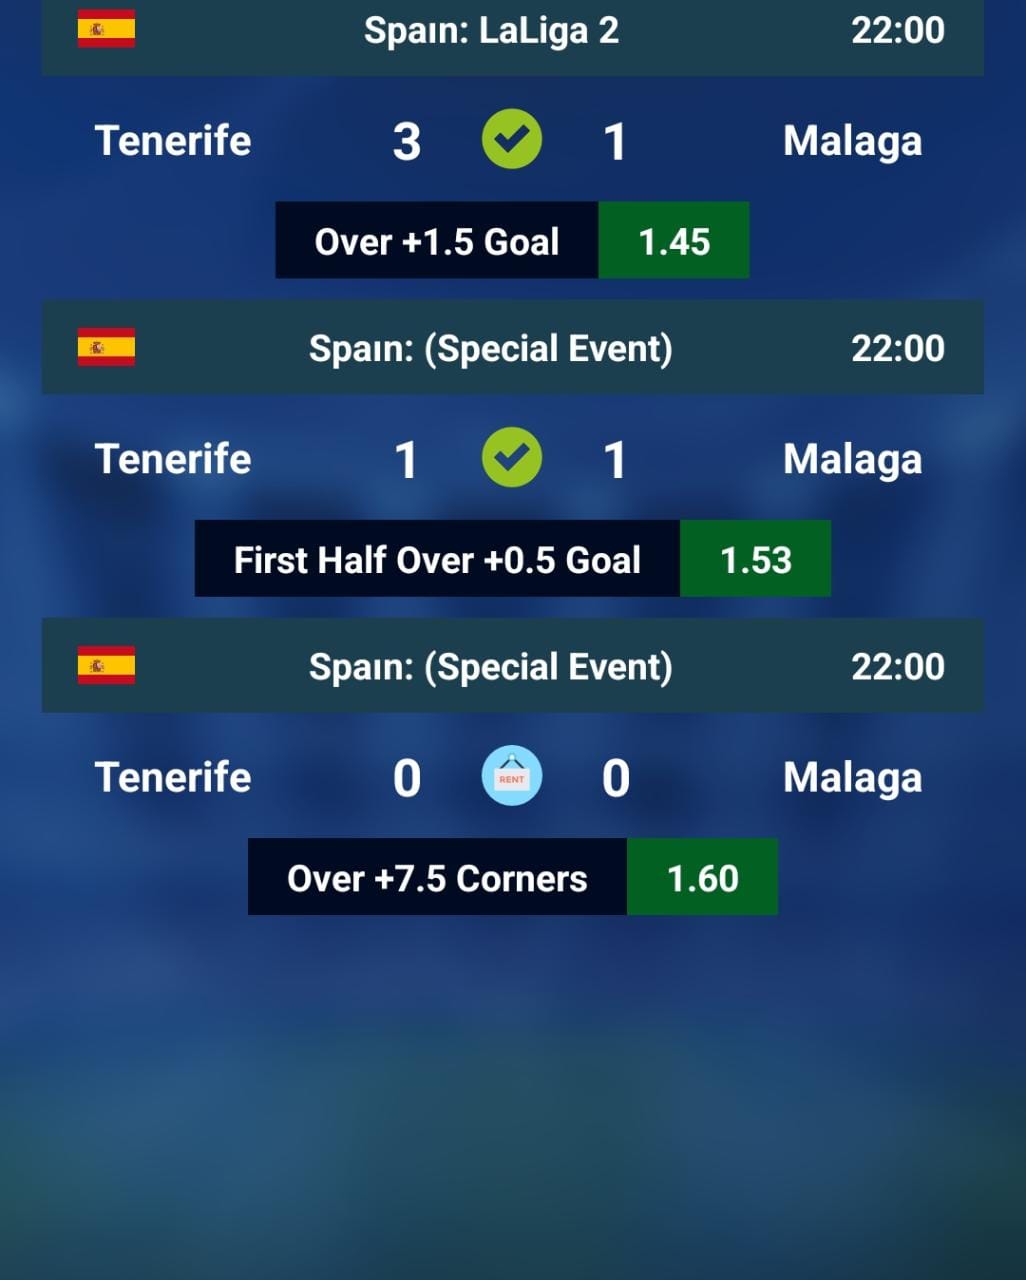 Spaın: LaLiga 2 22:00
Tenerife 3 1 Malaga
Over +1.5 Goal 1.45
Spaın: (Special Event) 22:00
Tenerife 1 1 Malaga
First Half Over +0.5 Goal 1.53
Spaın: (Special Event) 22:00
Tenerife 0 RENT 0 Malaga
Over +7.5 Corners 1.60